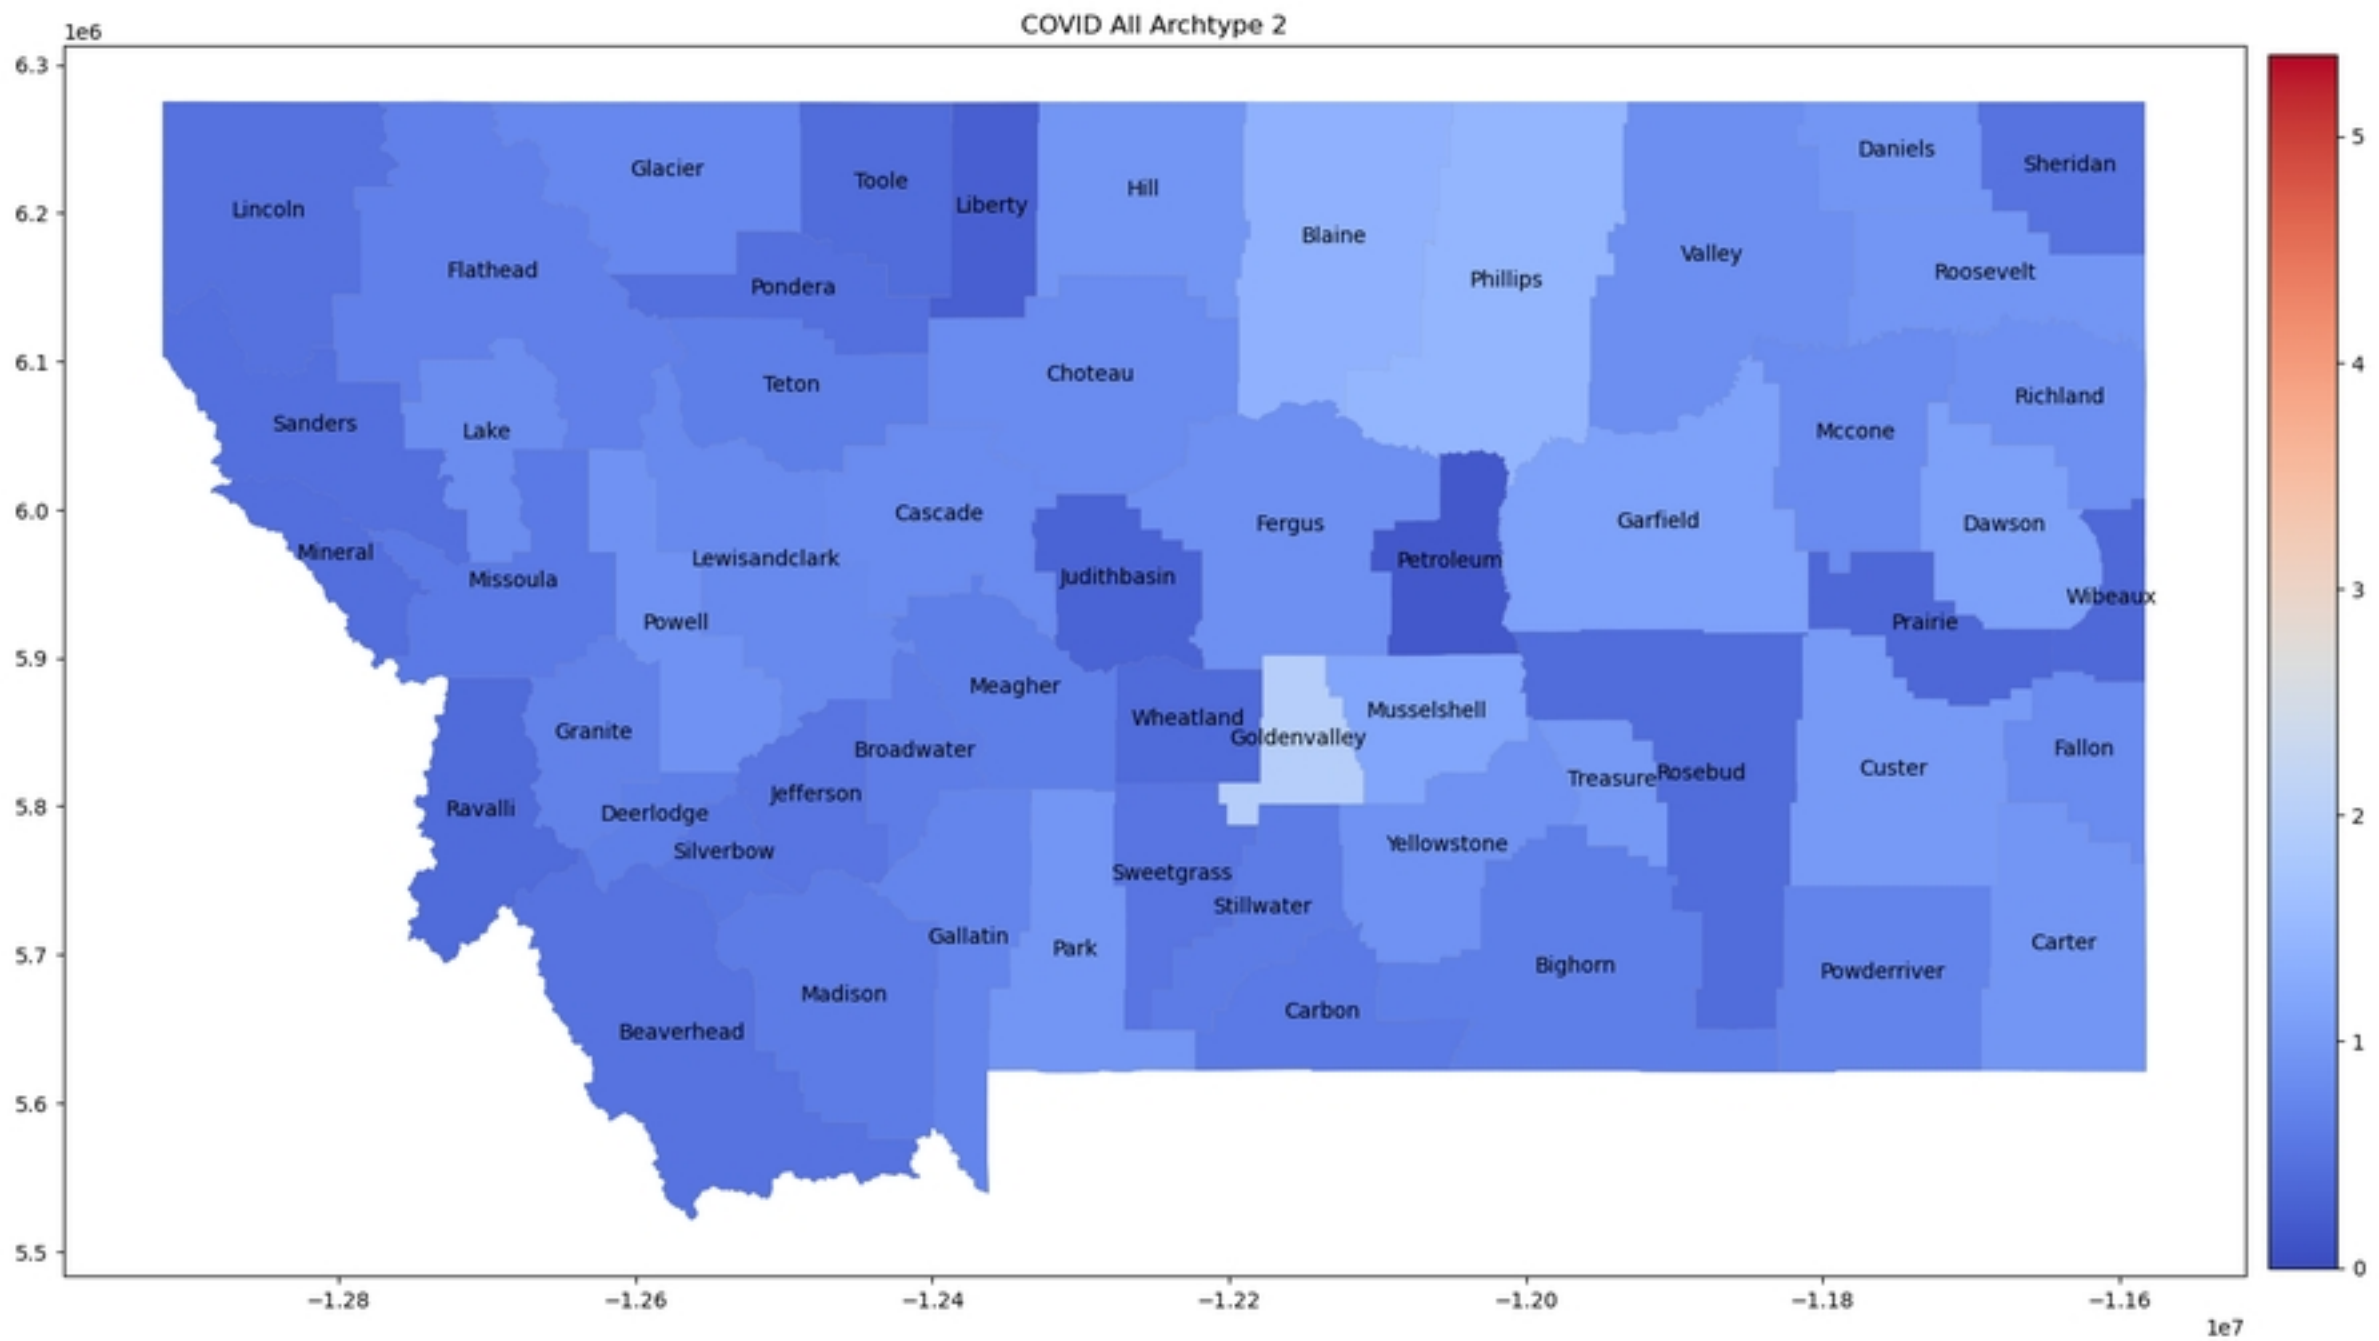 COVID All Archtype 2
1e6
6.3
6.2
6.1
6.0
5.9
5.8
5.7
5.6
5.5
Glacier
Toole
Liberty
Hill
Blaine
Phillips
Valley
Daniels
Sheridan
Lincoln
Flathead
Pondera
Roosevelt
Teton
Choteau
Richland
Sanders
Lake
Mccone
Cascade
Fergus
Garfield
Dawson
Mineral
Missoula
Lewisandclark
Judithbasin
Petroleum
Wibeaux
Powell
Prairie
Meagher
Wheatland
Musselshell
Granite
Broadwater
Goldenvalley
Treasure
Rosebud
Custer
Fallon
Ravalli
Deerlodge
Jefferson
Silverbow
Yellowstone
Sweetgrass
Stillwater
Gallatin
Park
Bighorn
Powderriver
Carter
Madison
Carbon
Beaverhead
5
4
3
2
1
0
−1.28
−1.26
−1.24
−1.22
−1.20
−1.18
−1.16
1e7